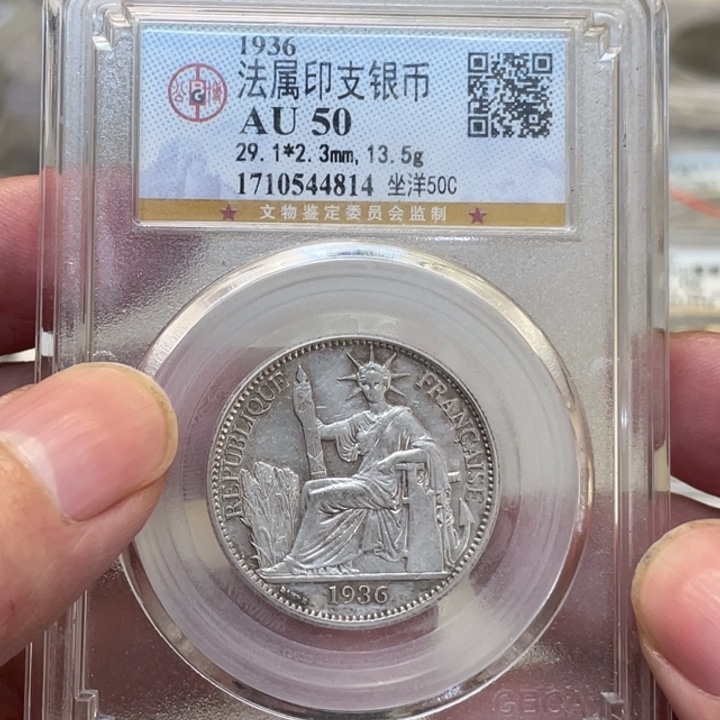 1936
法属印支银币
AU 50
29.1*2.3mm,13.5g
1710544814 坐洋50C
★ 文物鉴定委员会监制 ★
REPUBLIQUE FRANÇAISE
1936
GBCA